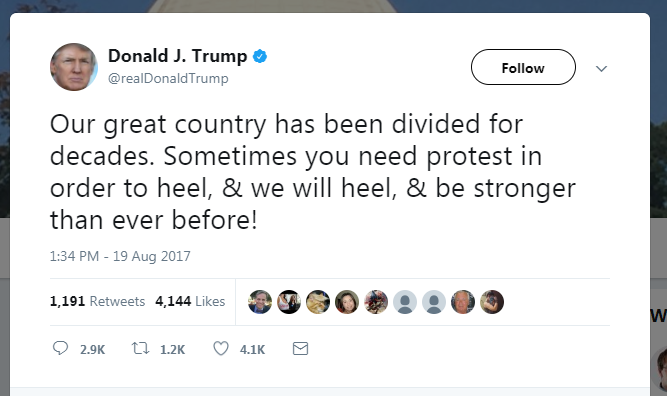 Donald J. Trump
@realDonaldTrump
Follow
Our great country has been divided for
decades. Sometimes you need protest in
order to heel, & we will heel, & be stronger
than ever before!
1:34 PM - 19 Aug 2017
1,191 Retweets 4,144 Likes
2.9K 1.2K 4.1K
W